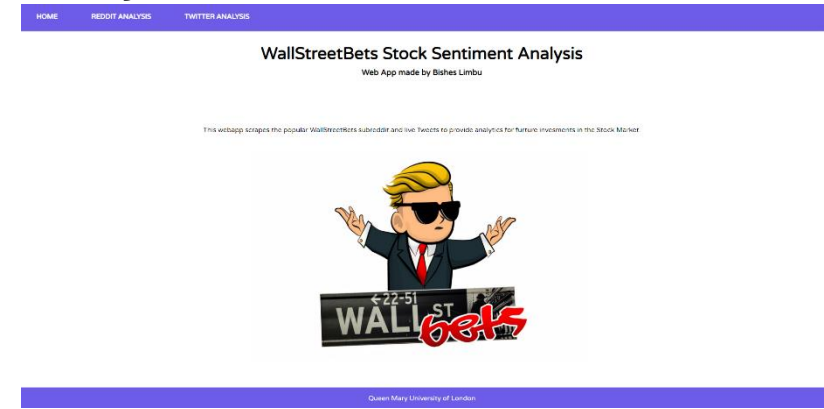 HOME REDDIT ANALYSIS TWITTER ANALYSIS
WallStreetBets Stock Sentiment Analysis
Web App made by Bishes Limbu
This webapp scrapes the popular WallStreetBets subreddit and live Tweets to provide analytics for furture invesments in the Stock Market
←22-51
WALL ST
bets
Queen Mary University of London